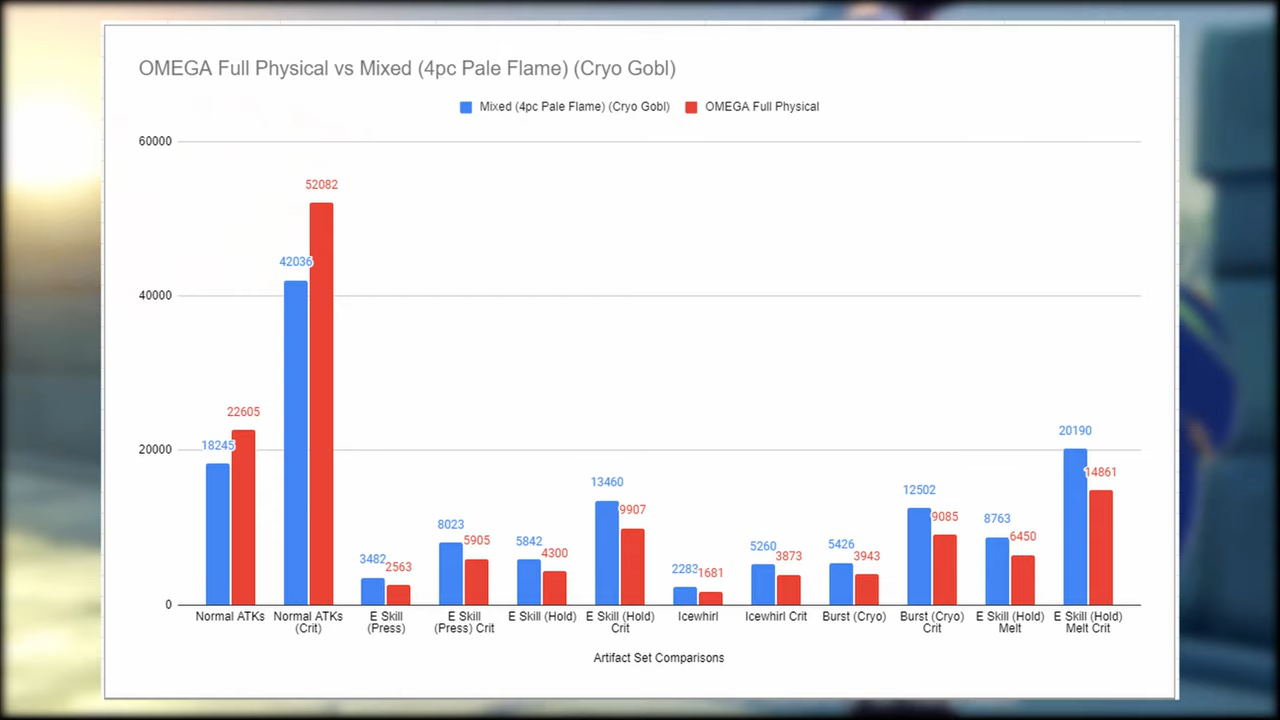 OMEGA Full Physical vs Mixed (4pc Pale Flame) (Cryo Gobl)
Mixed (4pc Pale Flame) (Cryo Gobl) OMEGA Full Physical
60000
52082
42036
40000
22605
18245
20000
20190
14861
13460
9907
12502
9085
8023
5905
8763
6450
5842
4300
5260
3873
5426
3943
3482
2563
2283
1681
0
Normal ATKs
Normal ATKs
(Crit)
E Skill
(Press)
E Skill
(Press) Crit
E Skill (Hold)
E Skill (Hold)
Crit
Icewhirl
Icewhirl Crit
Burst (Cryo)
Burst (Cryo)
Crit
E Skill (Hold)
Melt
E Skill (Hold)
Melt Crit
Artifact Set Comparisons